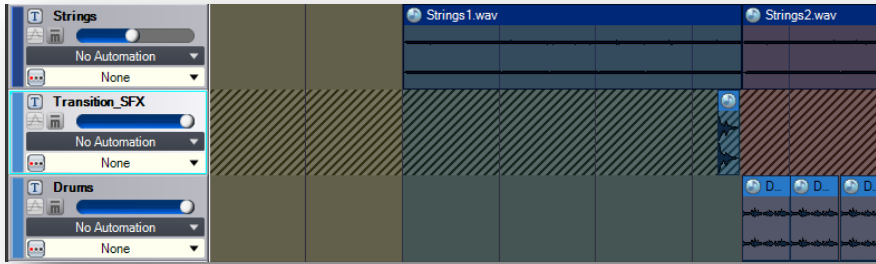 T Strings
Strings1.wav
Strings2.wav
m
No Automation
None
T Transition_SFX
m
No Automation
None
T Drums
D...
D...
D...
m
No Automation
None